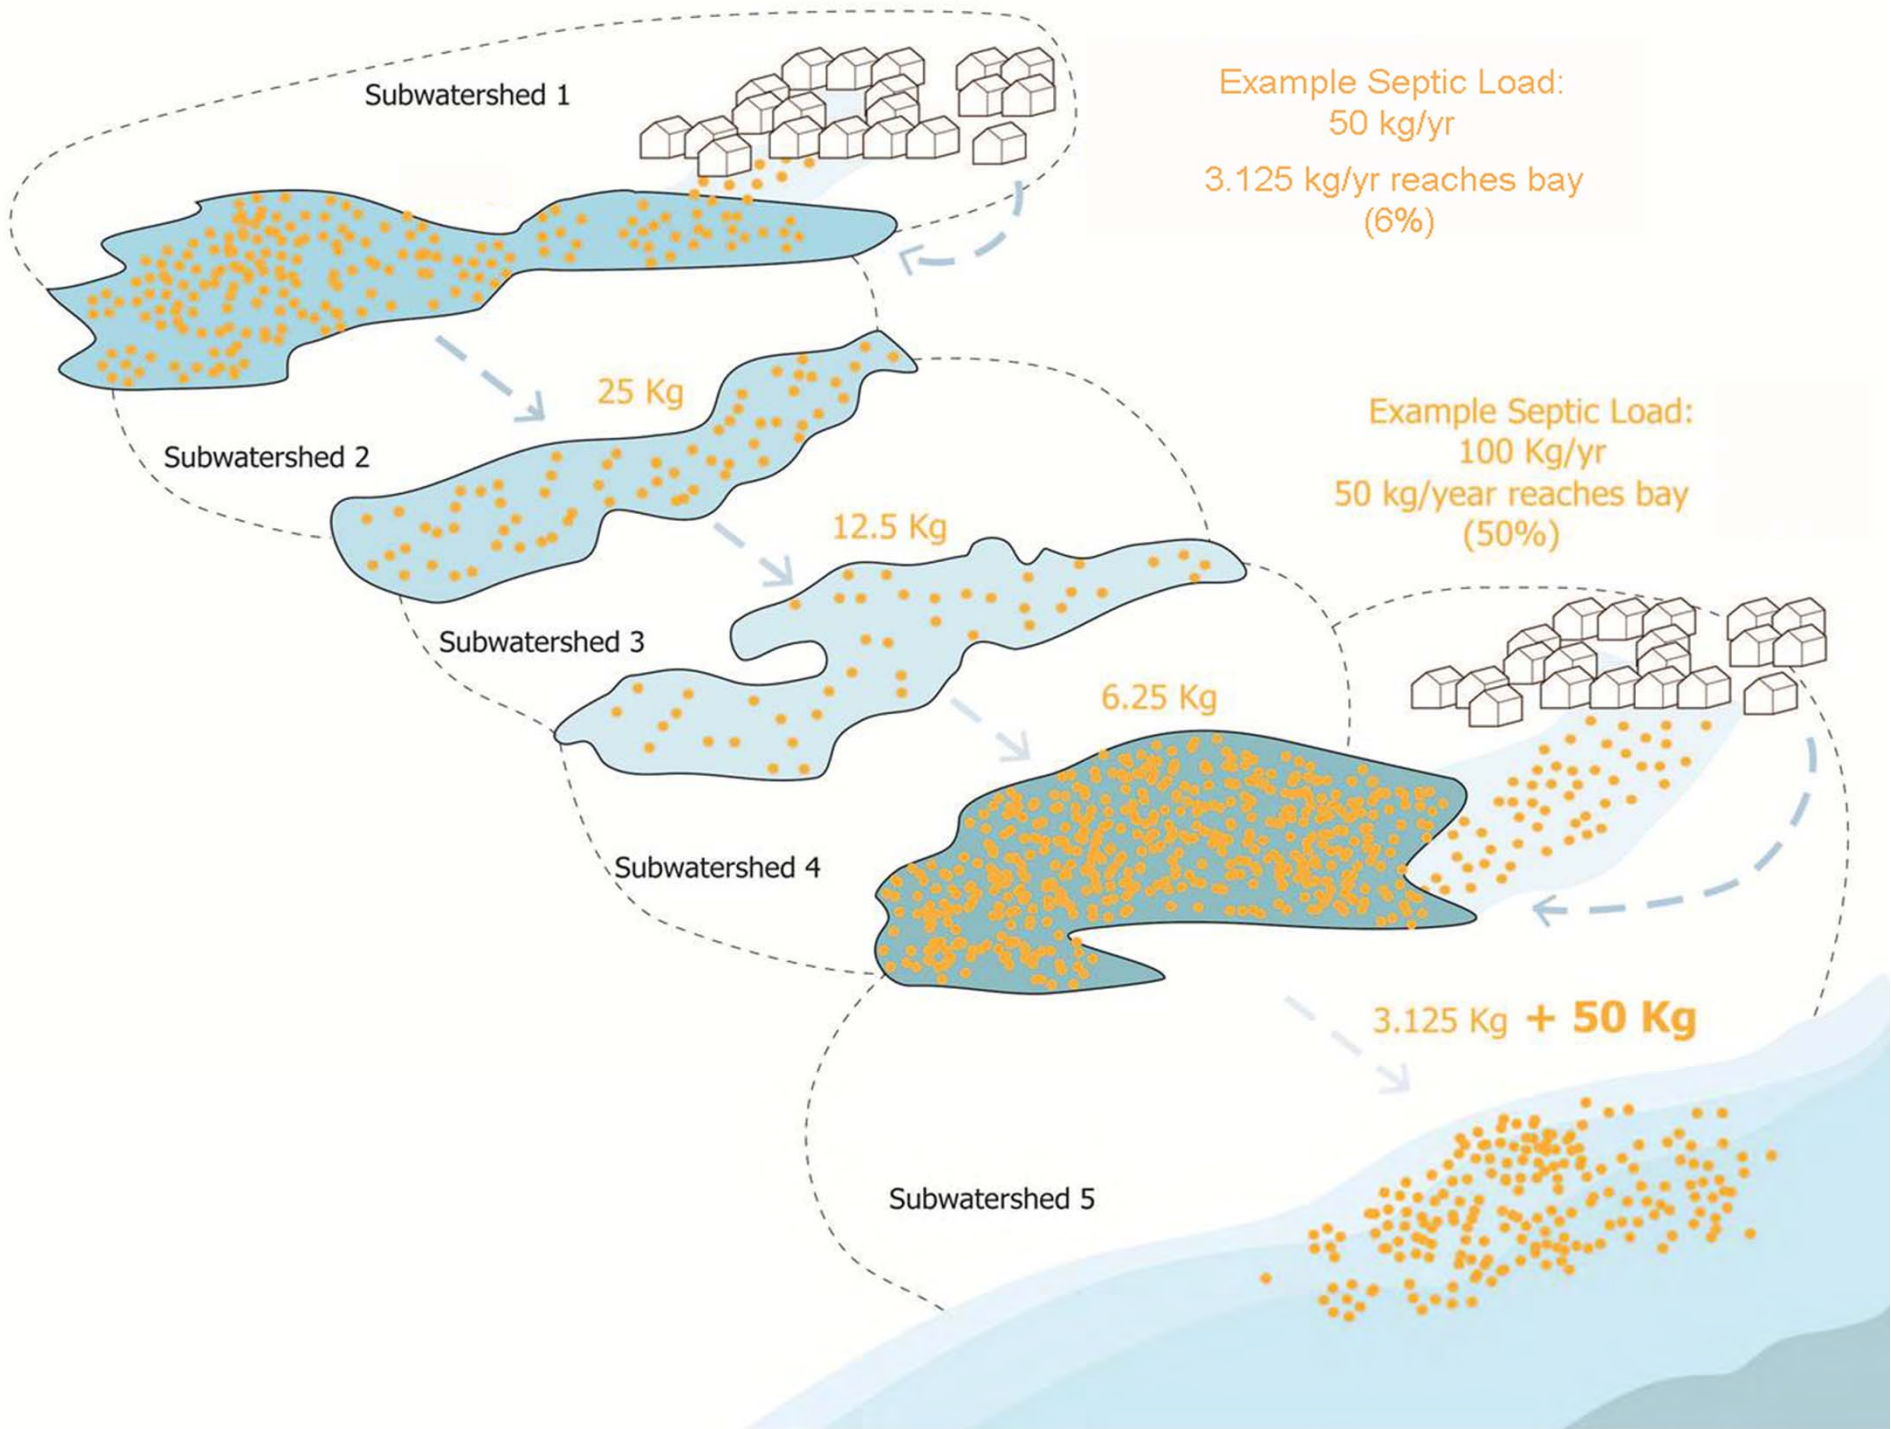 Subwatershed 1
Example Septic Load:
50 kg/yr
3.125 kg/yr reaches bay
(6%)
25 Kg
Subwatershed 2
Example Septic Load:
100 Kg/yr
50 kg/year reaches bay
(50%)
12.5 Kg
Subwatershed 3
6.25 Kg
Subwatershed 4
3.125 Kg + 50 Kg
Subwatershed 5